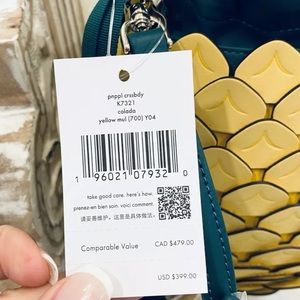 pnppl crssbdy
K7321
colada
yellow mul (700) Y04
1 96021 07932 0
take good care. here's how.
prenez-en bien soin. voici comment.
请妥善维护。这里是具体做法。
Comparable Value CAD $479.00
USD $399.00